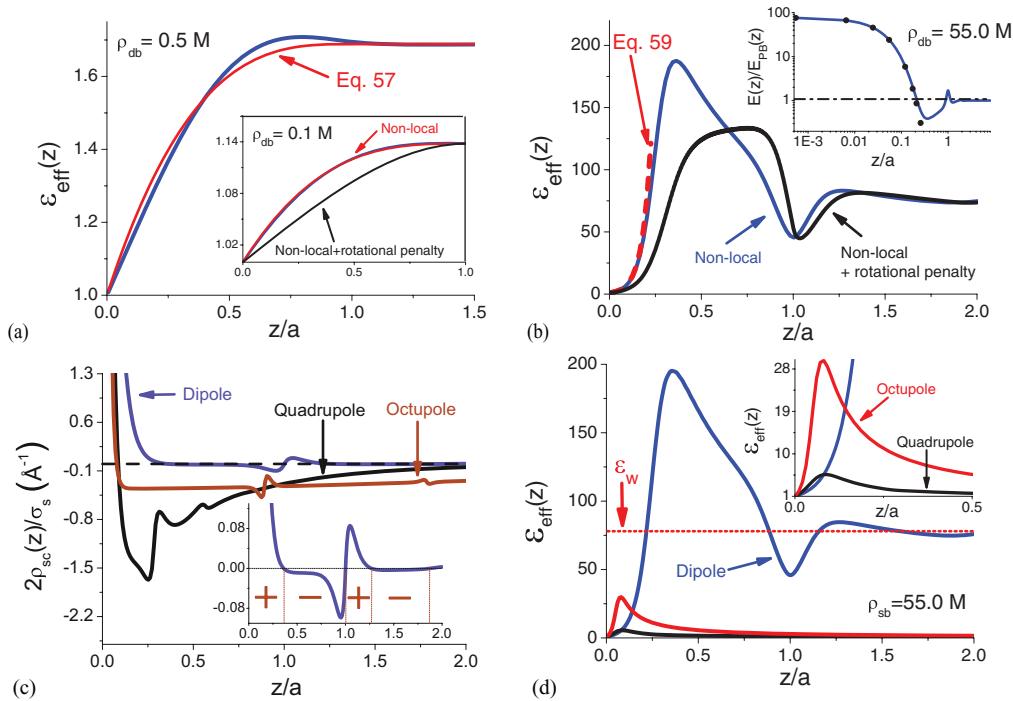 (a)
ρdb= 0.5 M
Eq. 57
εeff(z)
1.6
1.4
1.2
1.0
0.0 0.5 1.0 1.5
z/a
ρdb= 0.1 M
Non-local
Non-local+rotational penalty
1.14
1.08
1.02
0.0 0.5 1.0
(b)
Eq. 59
εeff(z)
200
150
100
50
0
0.0 0.5 1.0 1.5 2.0
z/a
Non-local
Non-local
+ rotational penalty
ρdb= 55.0 M
E(z)/EPB(z)
100
10
1
1E-3 0.01 0.1 1
z/a
(c)
2ρsc(z)/σs (Å-1)
1.3
0.6
-0.1
-0.8
-1.5
-2.2
0.0 0.5 1.0 1.5 2.0
z/a
Dipole
Quadrupole
Octupole
0.08
0.00
-0.08
+ − + −
0.0 0.5 1.0 1.5 2.0
(d)
εeff(z)
200
150
100
50
0
0.0 0.5 1.0 1.5 2.0
z/a
εw
Dipole
ρsb=55.0 M
εeff(z)
28
19
10
1
0.0 0.5
z/a
Octupole
Quadrupole